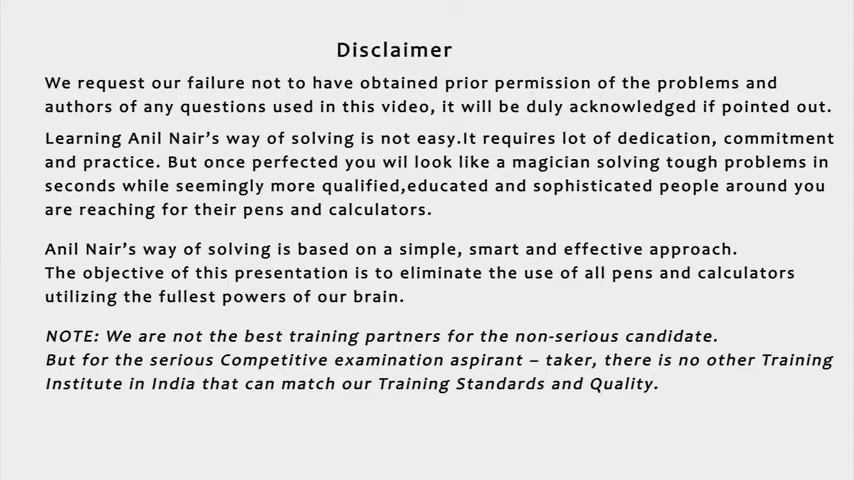 Disclaimer
We request our failure not to have obtained prior permission of the problems and
authors of any questions used in this video, it will be duly acknowledged if pointed out.
Learning Anil Nair's way of solving is not easy.It requires lot of dedication, commitment
and practice. But once perfected you wil look like a magician solving tough problems in
seconds while seemingly more qualified,educated and sophisticated people around you
are reaching for their pens and calculators.
Anil Nair's way of solving is based on a simple, smart and effective approach.
The objective of this presentation is to eliminate the use of all pens and calculators
utilizing the fullest powers of our brain.
NOTE: We are not the best training partners for the non-serious candidate.
But for the serious Competitive examination aspirant – taker, there is no other Training
Institute in India that can match our Training Standards and Quality.